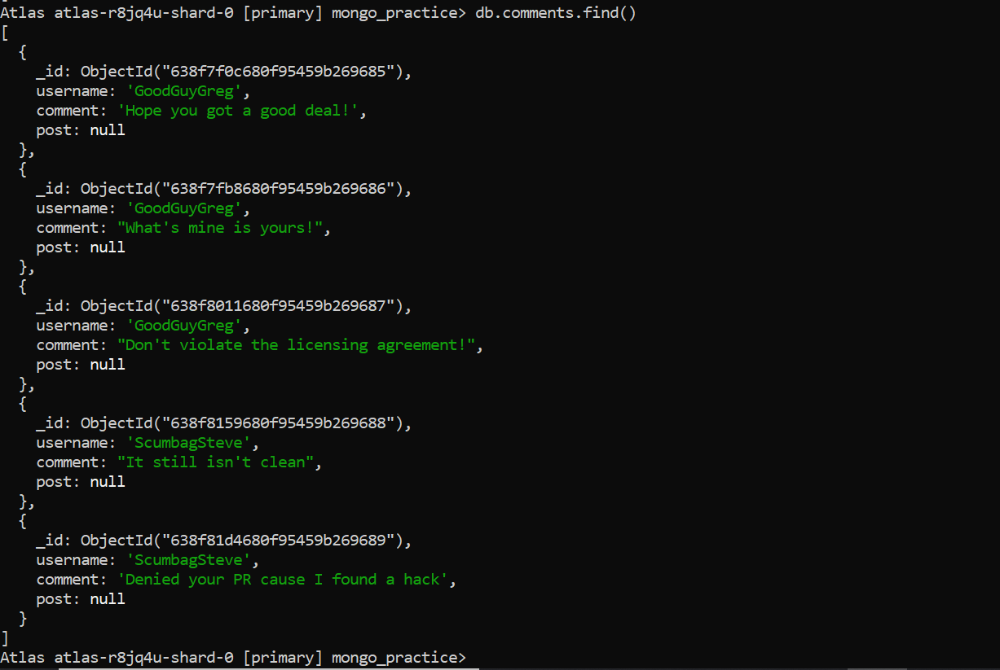 Atlas atlas-r8jq4u-shard-0 [primary] mongo_practice> db.comments.find()
[
  {
    _id: ObjectId("638f7f0c680f95459b269685"),
    username: 'GoodGuyGreg',
    comment: 'Hope you got a good deal!',
    post: null
  },
  {
    _id: ObjectId("638f7fb8680f95459b269686"),
    username: 'GoodGuyGreg',
    comment: "What's mine is yours!",
    post: null
  },
  {
    _id: ObjectId("638f8011680f95459b269687"),
    username: 'GoodGuyGreg',
    comment: "Don't violate the licensing agreement!",
    post: null
  },
  {
    _id: ObjectId("638f8159680f95459b269688"),
    username: 'ScumbagSteve',
    comment: "It still isn't clean",
    post: null
  },
  {
    _id: ObjectId("638f81d4680f95459b269689"),
    username: 'ScumbagSteve',
    comment: 'Denied your PR cause I found a hack',
    post: null
  }
]
Atlas atlas-r8jq4u-shard-0 [primary] mongo_practice>